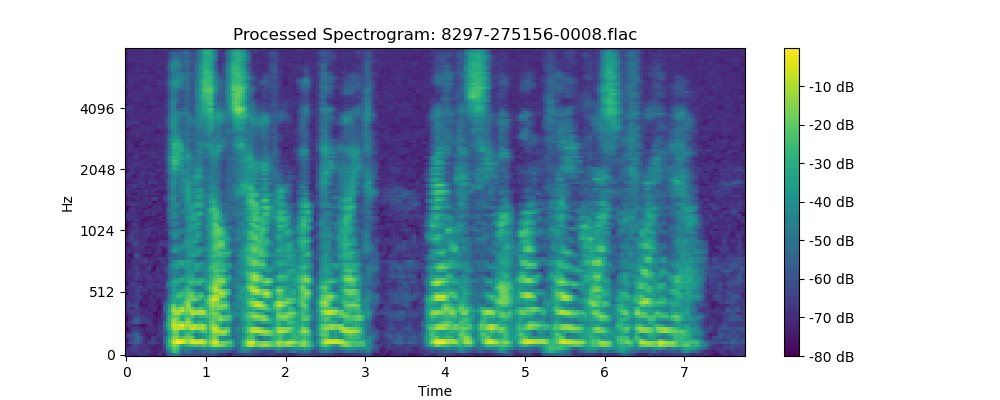 Processed Spectrogram: 8297-275156-0008.flac
Hz
4096
2048
1024
512
0
0 1 2 3 4 5 6 7
Time
-10 dB
-20 dB
-30 dB
-40 dB
-50 dB
-60 dB
-70 dB
-80 dB